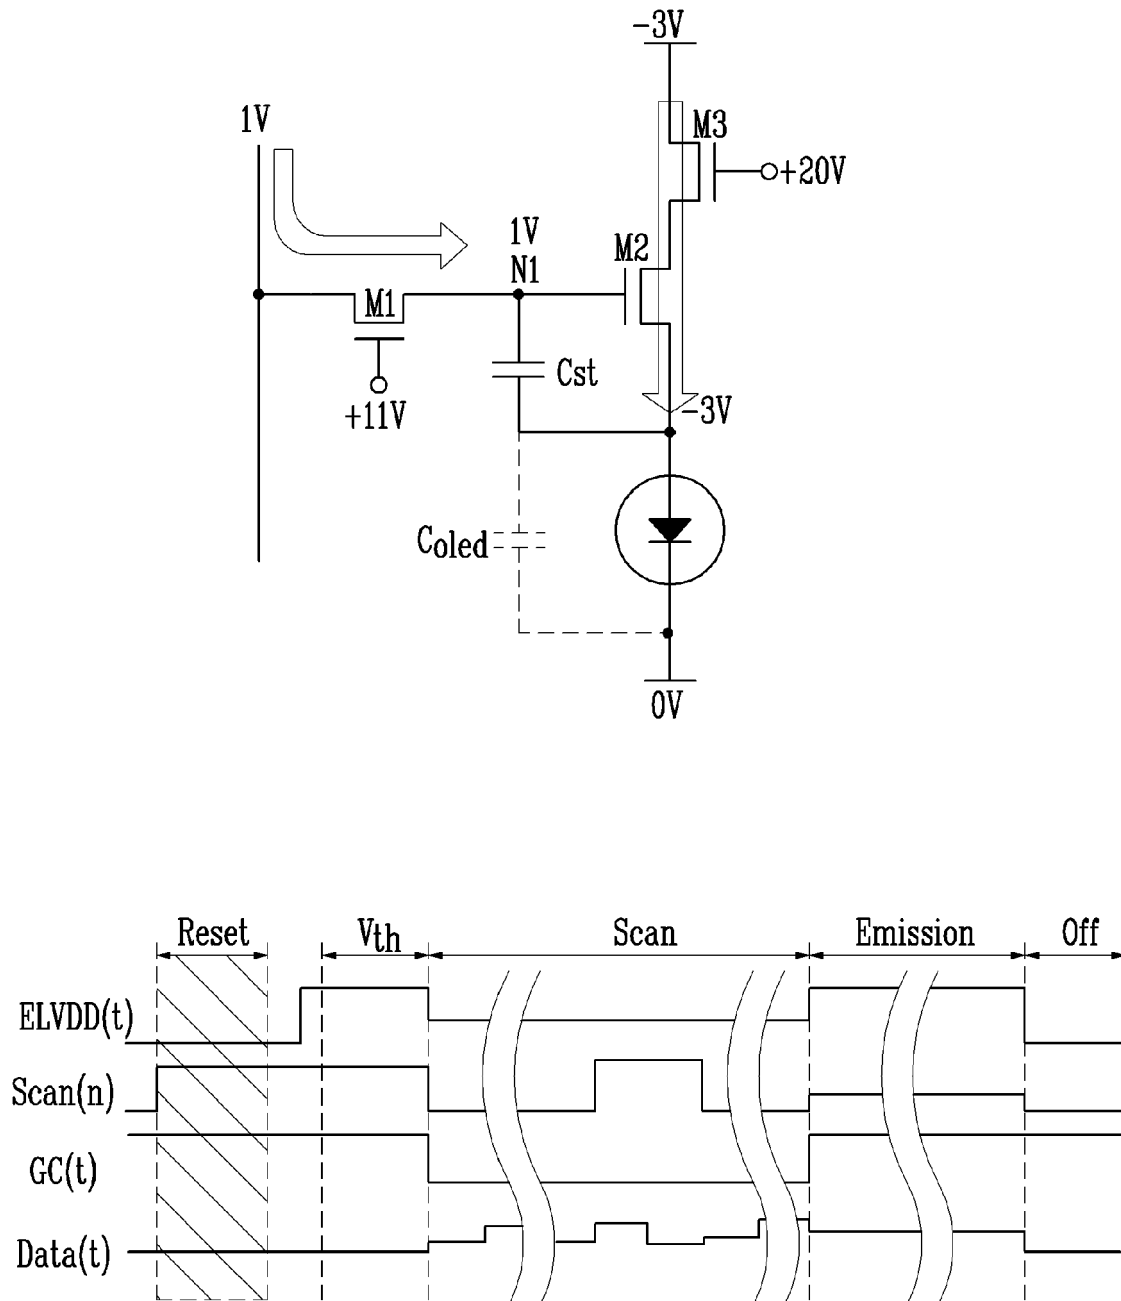 -3V
1V
M3
+20V
1V
N1
M2
M1
Cst
+11V
-3V
Coled
0V
Reset
Vth
Scan
Emission
Off
ELVDD(t)
Scan(n)
GC(t)
Data(t)